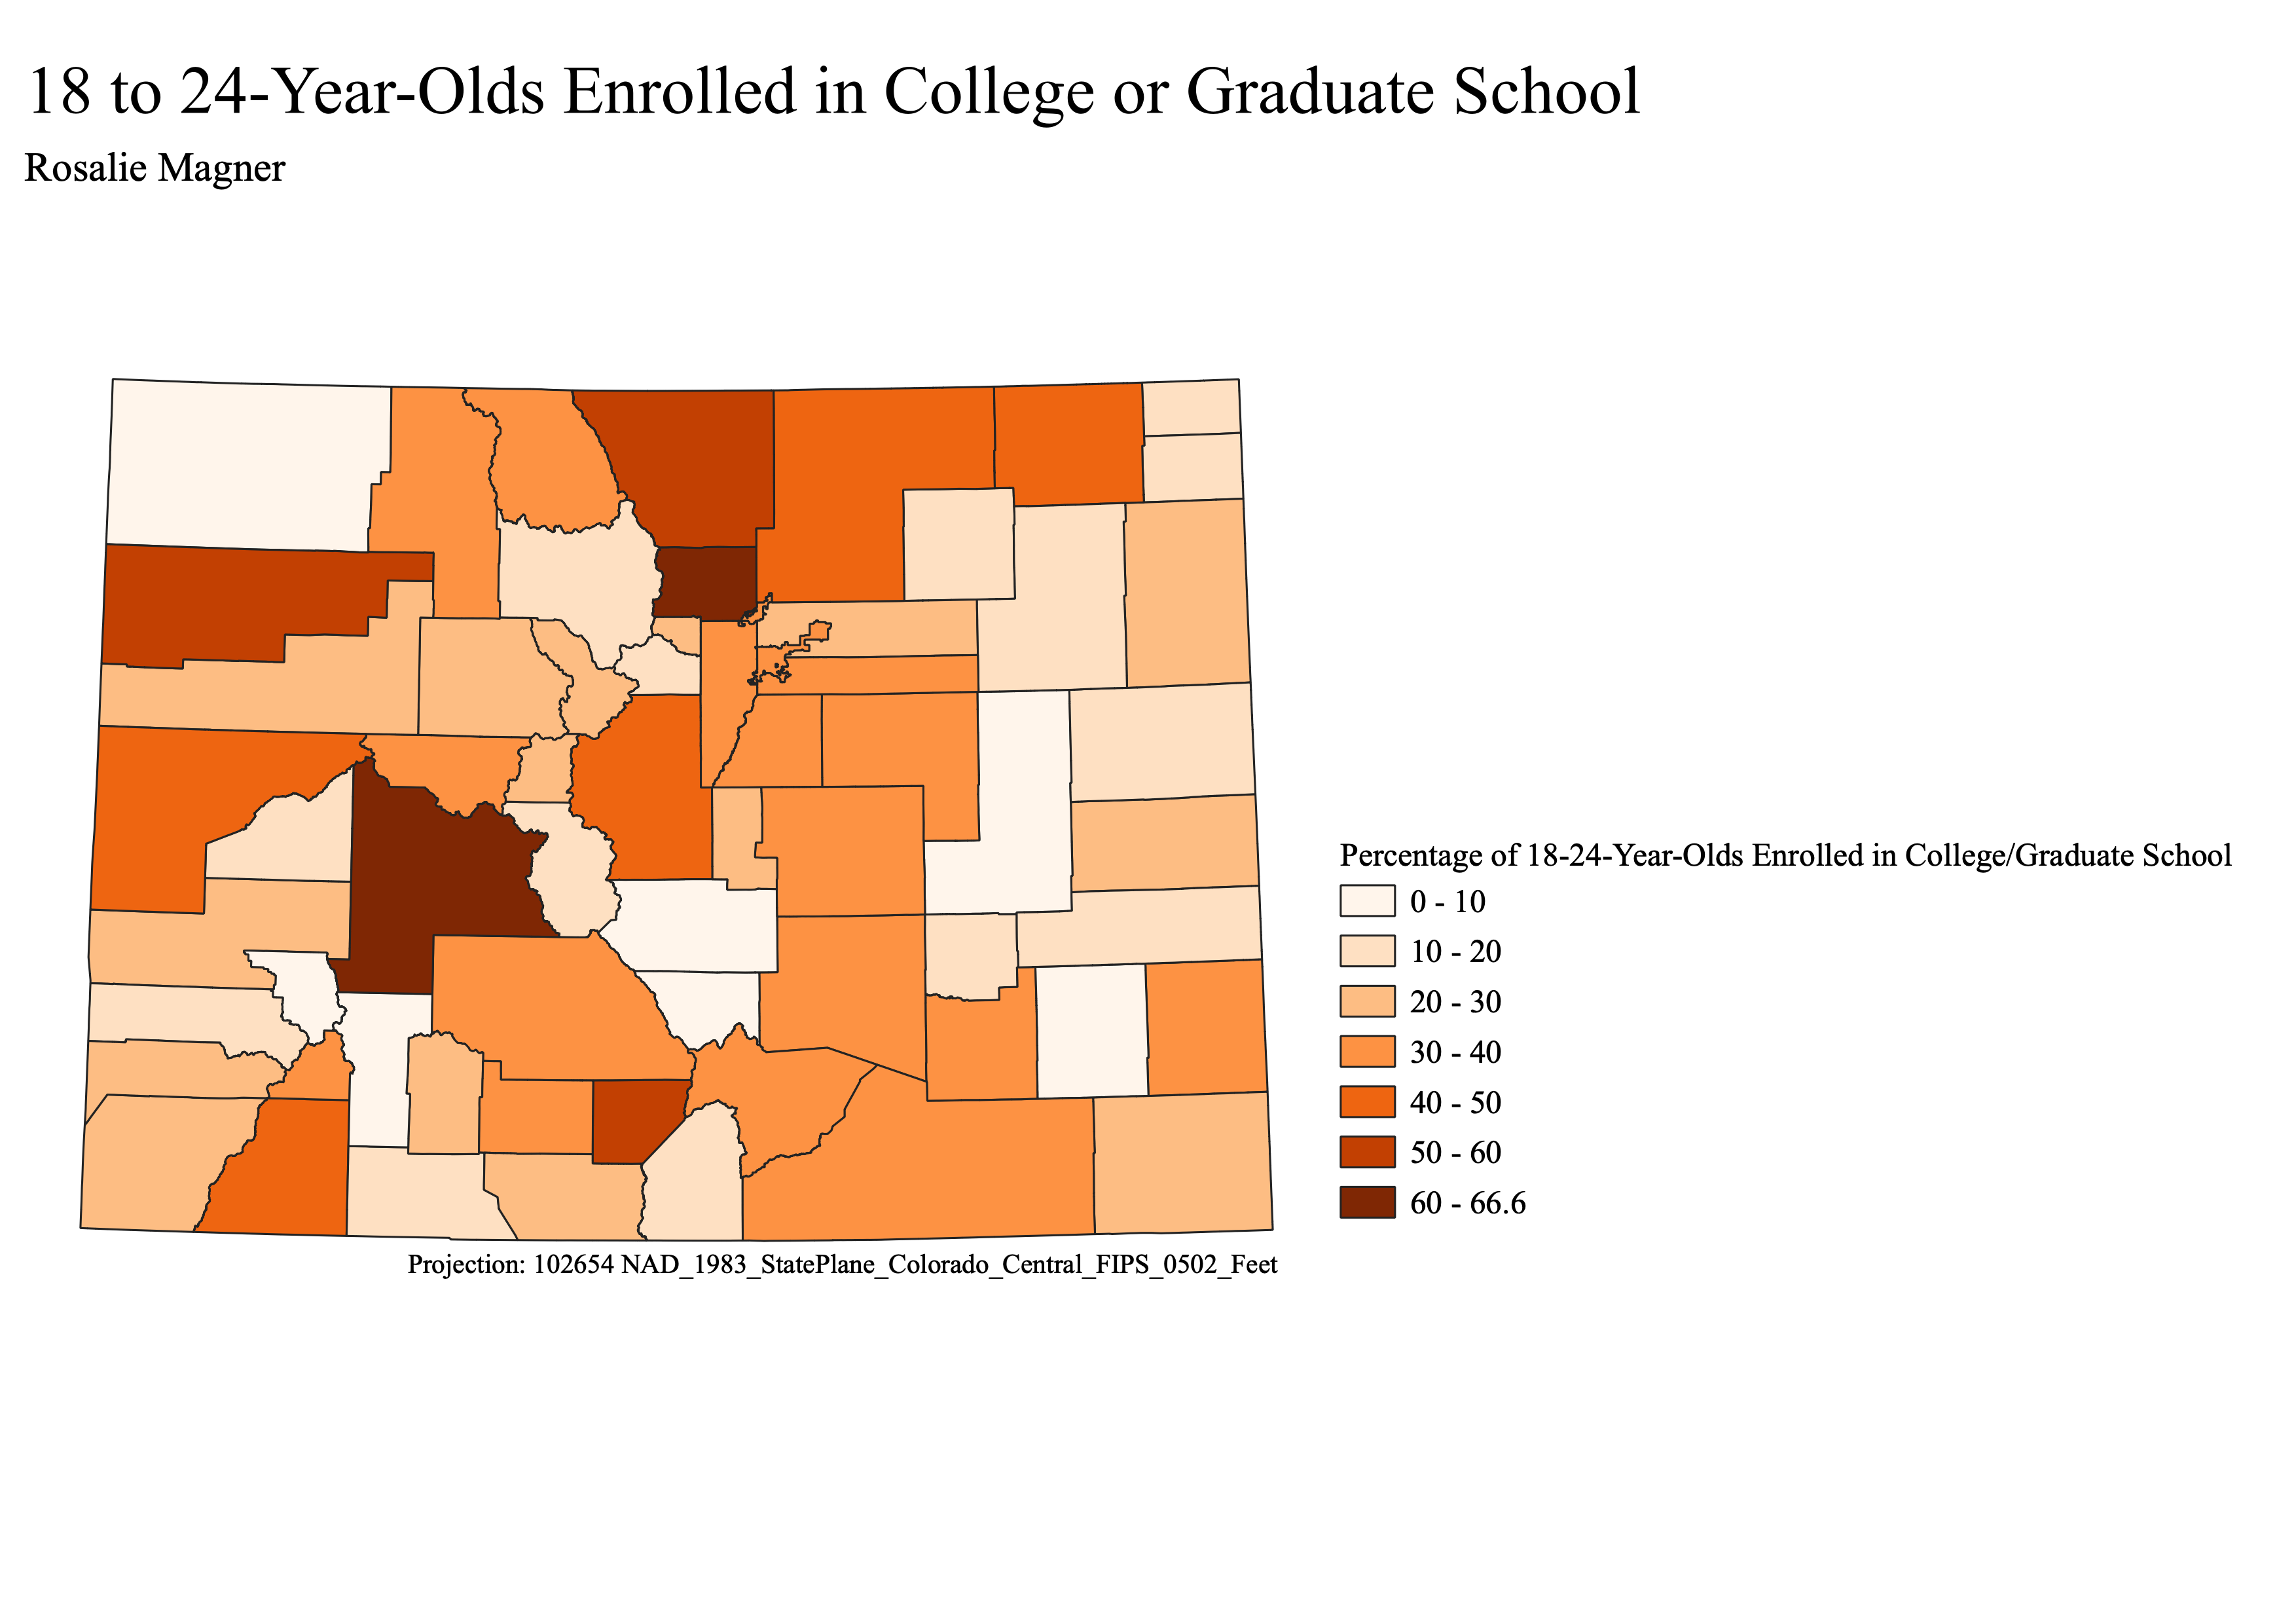 18 to 24-Year-Olds Enrolled in College or Graduate School
Rosalie Magner
Percentage of 18-24-Year-Olds Enrolled in College/Graduate School
0 - 10
10 - 20
20 - 30
30 - 40
40 - 50
50 - 60
60 - 66.6
Projection: 102654 NAD_1983_StatePlane_Colorado_Central_FIPS_0502_Feet